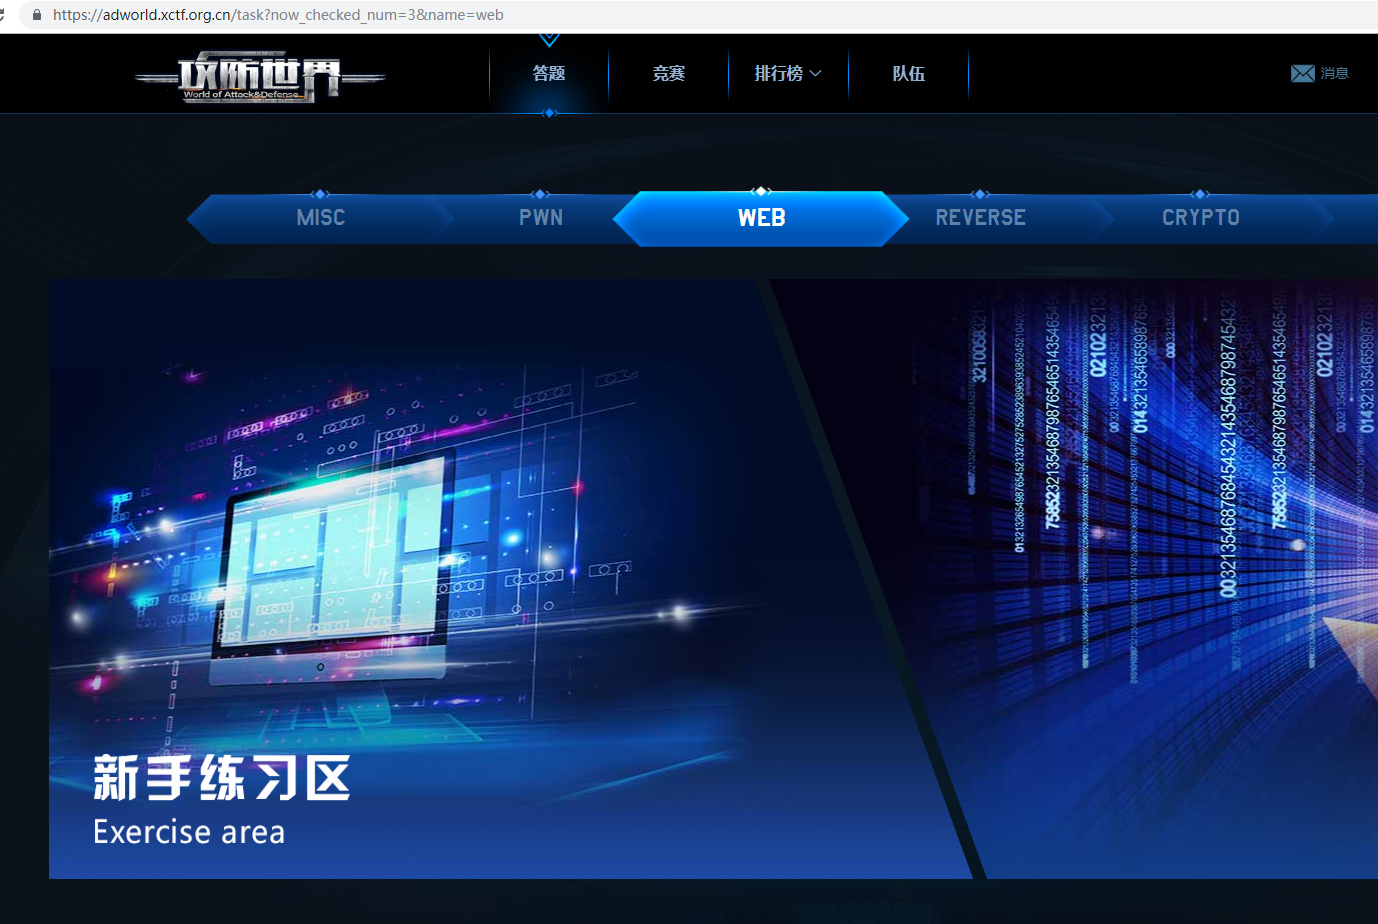 https://adworld.xctf.org.cn/task?now_checked_num=3&name=web
攻防世界
World of Attack&Defense
答题
竞赛
排行榜
队伍
消息
MISC
PWN
WEB
REVERSE
CRYPTO
新手练习区
Exercise area